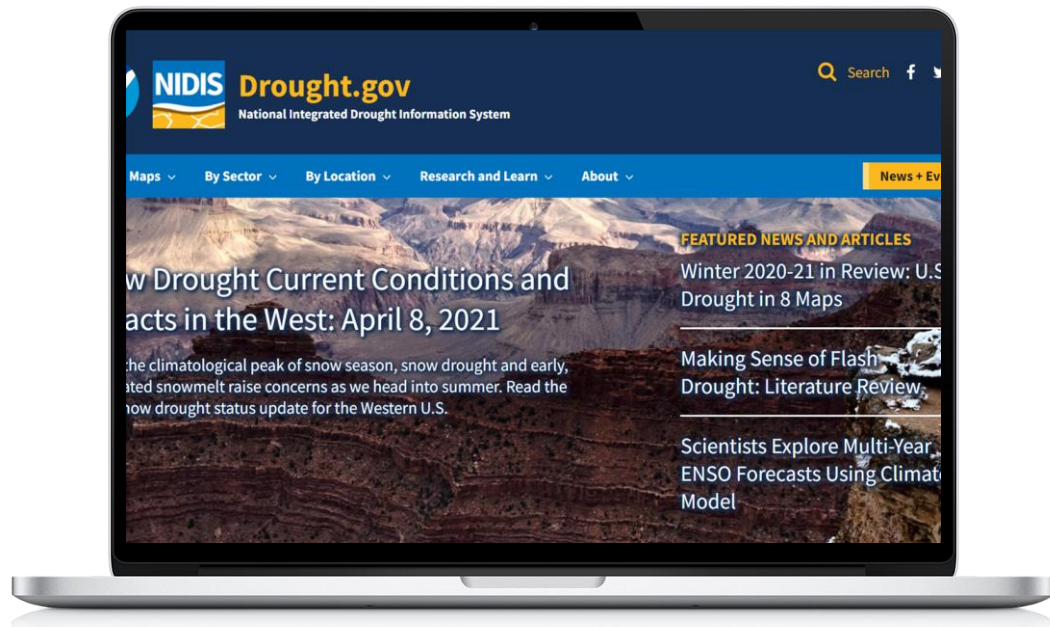 NIDIS
Drought.gov
National Integrated Drought Information System
Search
Maps
By Sector
By Location
Research and Learn
About
News + Ev
w Drought Current Conditions and
acts in the West: April 8, 2021
the climatological peak of snow season, snow drought and early,
ated snowmelt raise concerns as we head into summer. Read the
now drought status update for the Western U.S.
FEATURED NEWS AND ARTICLES
Winter 2020-21 in Review: U.S
Drought in 8 Maps
Making Sense of Flash
Drought: Literature Review
Scientists Explore Multi-Year
ENSO Forecasts Using Climat
Model